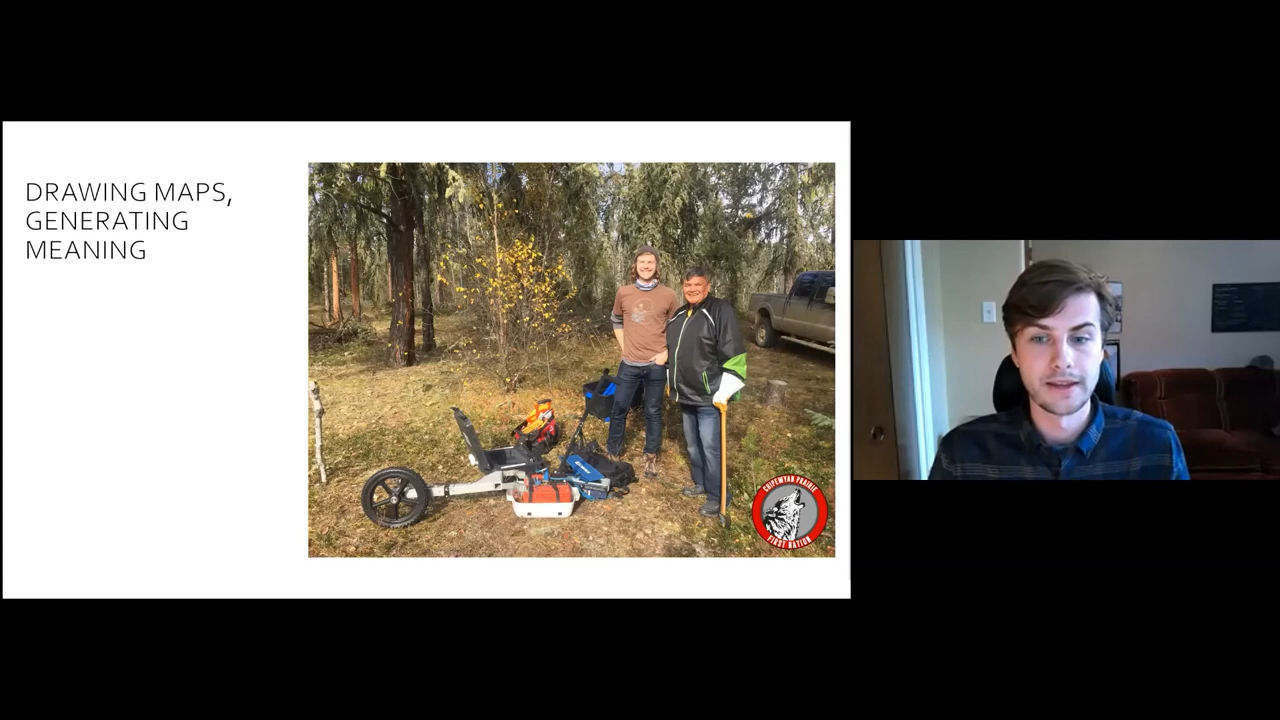 DRAWING MAPS,
GENERATING
MEANING
CHIPEWYAN PRAIRIE
FIRST NATION